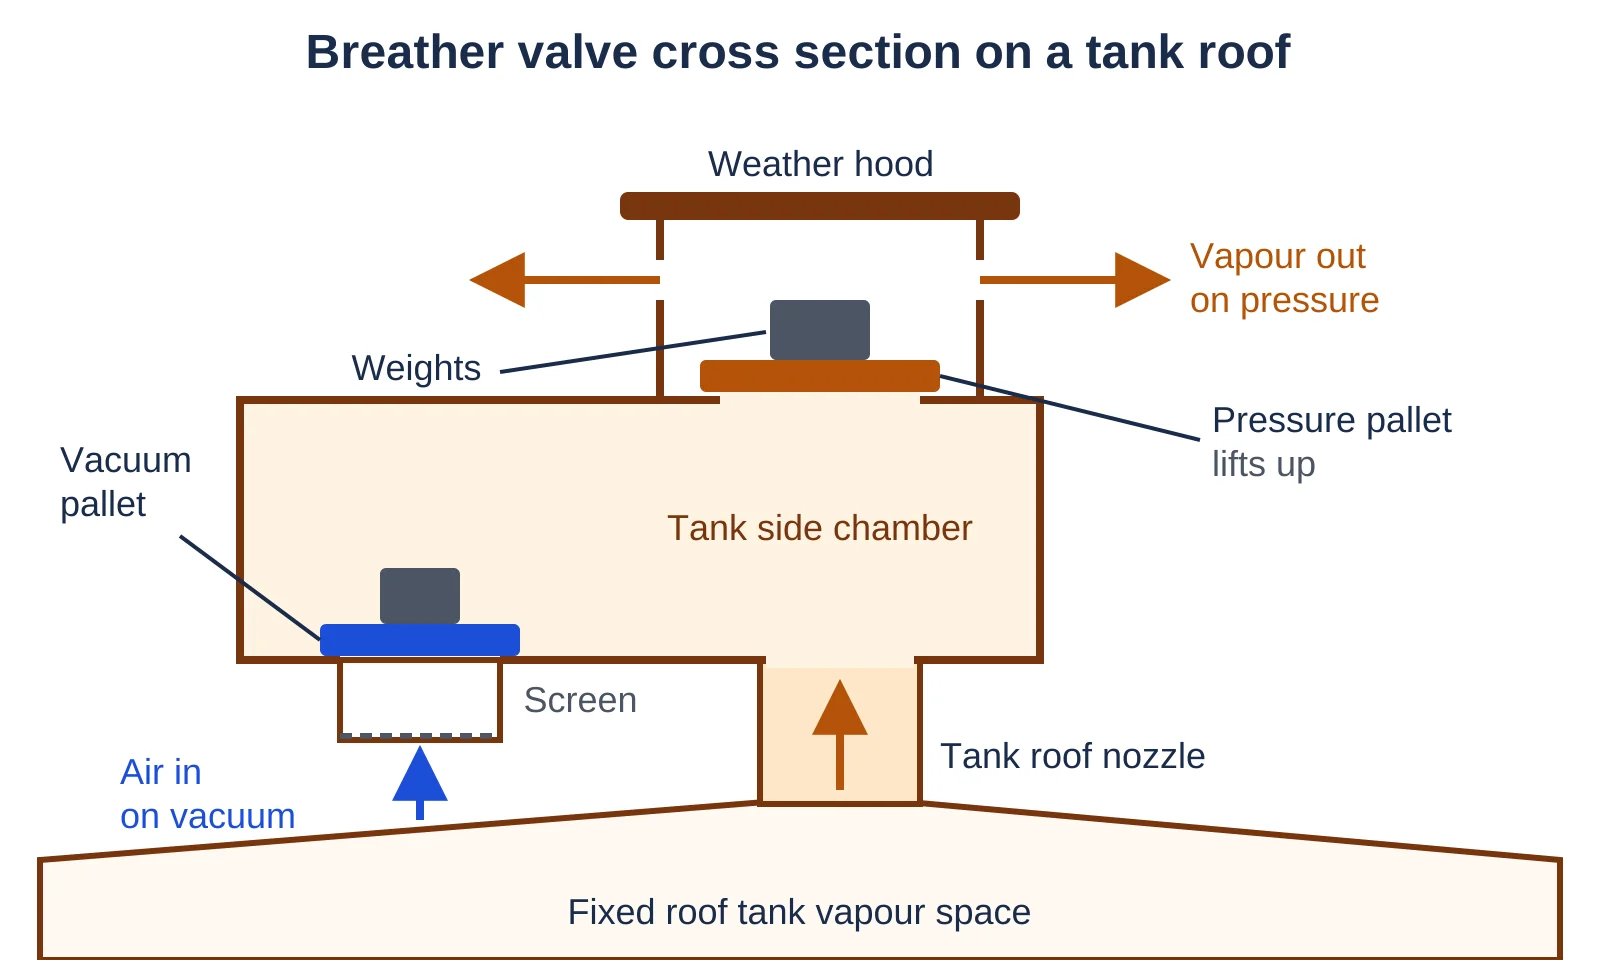 Breather valve cross section on a tank roof
Weather hood
Vapour out
on pressure
Weights
Pressure pallet
lifts up
Vacuum
pallet
Tank side chamber
Screen
Tank roof nozzle
Air in
on vacuum
Fixed roof tank vapour space